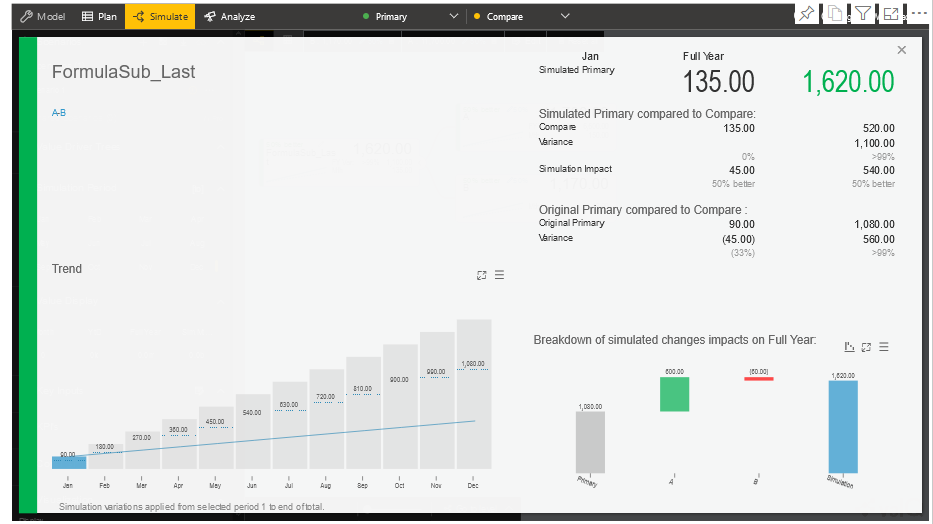 Model Plan Simulate Analyze Primary Compare
FormulaSub_Last
A-B
Jan Full Year
Simulated Primary 135.00 1,620.00
Simulated Primary compared to Compare:
Compare 135.00 520.00
Variance 1,100.00
0% >99%
Simulation Impact 45.00 540.00
50% better 50% better
Original Primary compared to Compare :
Original Primary 90.00 1,080.00
Variance (45.00) 560.00
(33%) >99%
Trend
90.00 180.00 270.00 360.00 450.00 540.00 630.00 720.00 810.00 900.00 990.00 1,080.00
Jan Feb Mar Apr May Jun Jul Aug Sep Oct Nov Dec
Simulation variations applied from selected period 1 to end of total.
Breakdown of simulated changes impacts on Full Year:
1,080.00 600.00 (60.00) 1,620.00
Primary A B Simulation